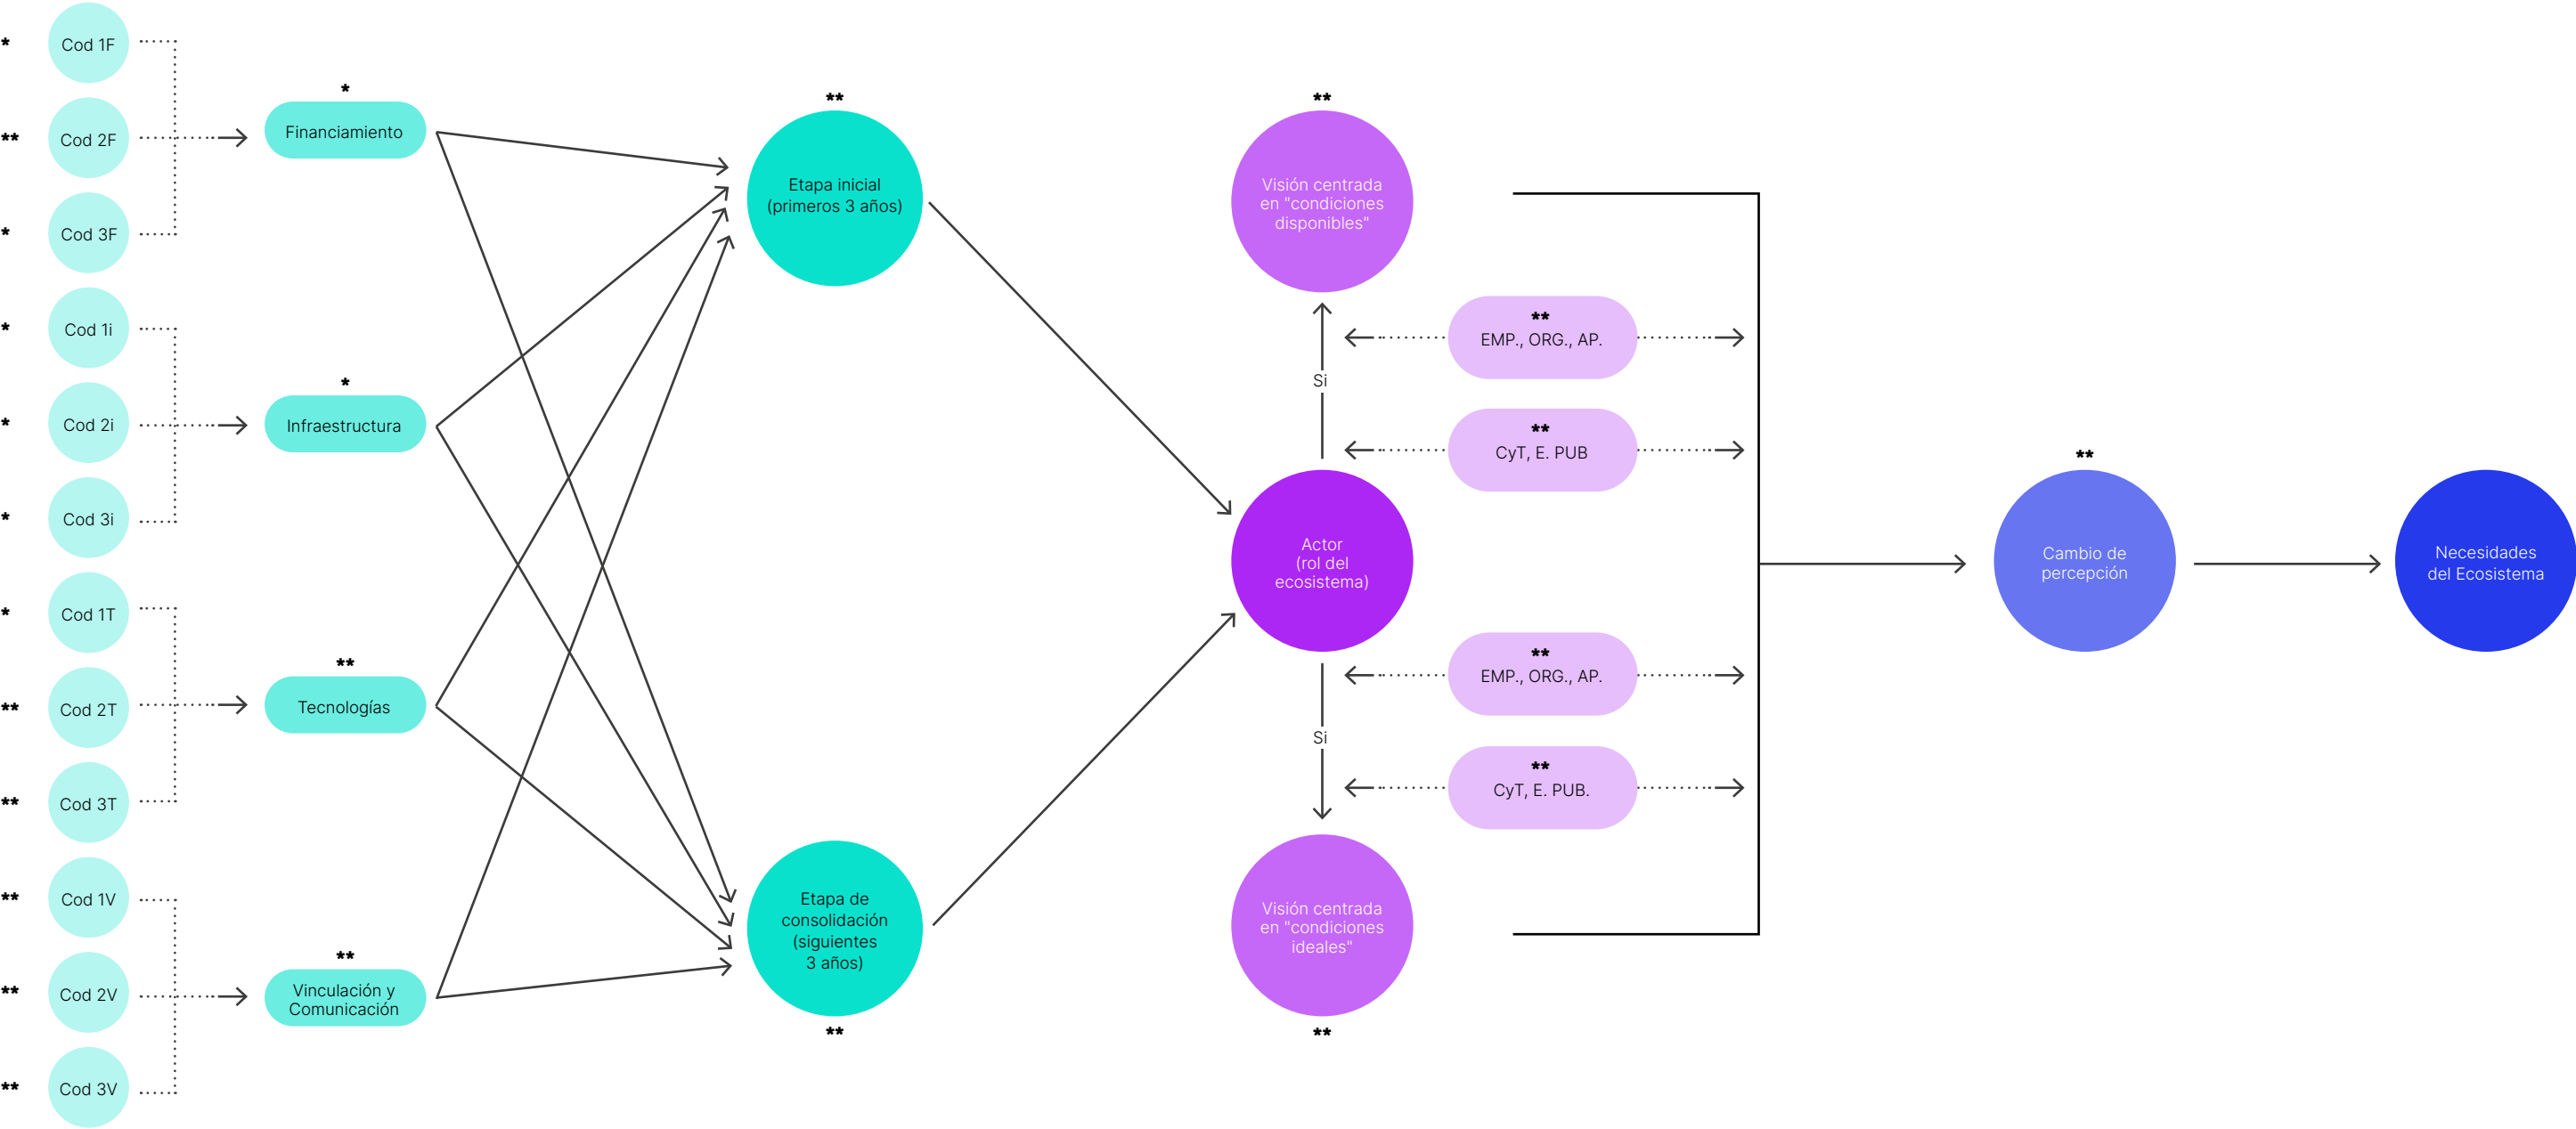 *
Cod 1F
**
Cod 2F
*
Cod 3F
*
Cod 1i
*
Cod 2i
*
Cod 3i
*
Cod 1T
**
Cod 2T
**
Cod 3T
**
Cod 1V
**
Cod 2V
**
Cod 3V
*
Financiamiento
*
Infraestructura
**
Tecnologías
**
Vinculación y
Comunicación
**
Etapa inicial
(primeros 3 años)
Etapa de
consolidación
(siguientes
3 años)
**
**
Visión centrada
en "condiciones
disponibles"
Si
Actor
(rol del
ecosistema)
Si
Visión centrada
en "condiciones
ideales"
**
**
EMP., ORG., AP.
**
CyT, E. PUB
**
EMP., ORG., AP.
**
CyT, E. PUB.
**
Cambio de
percepción
Necesidades
del Ecosistema